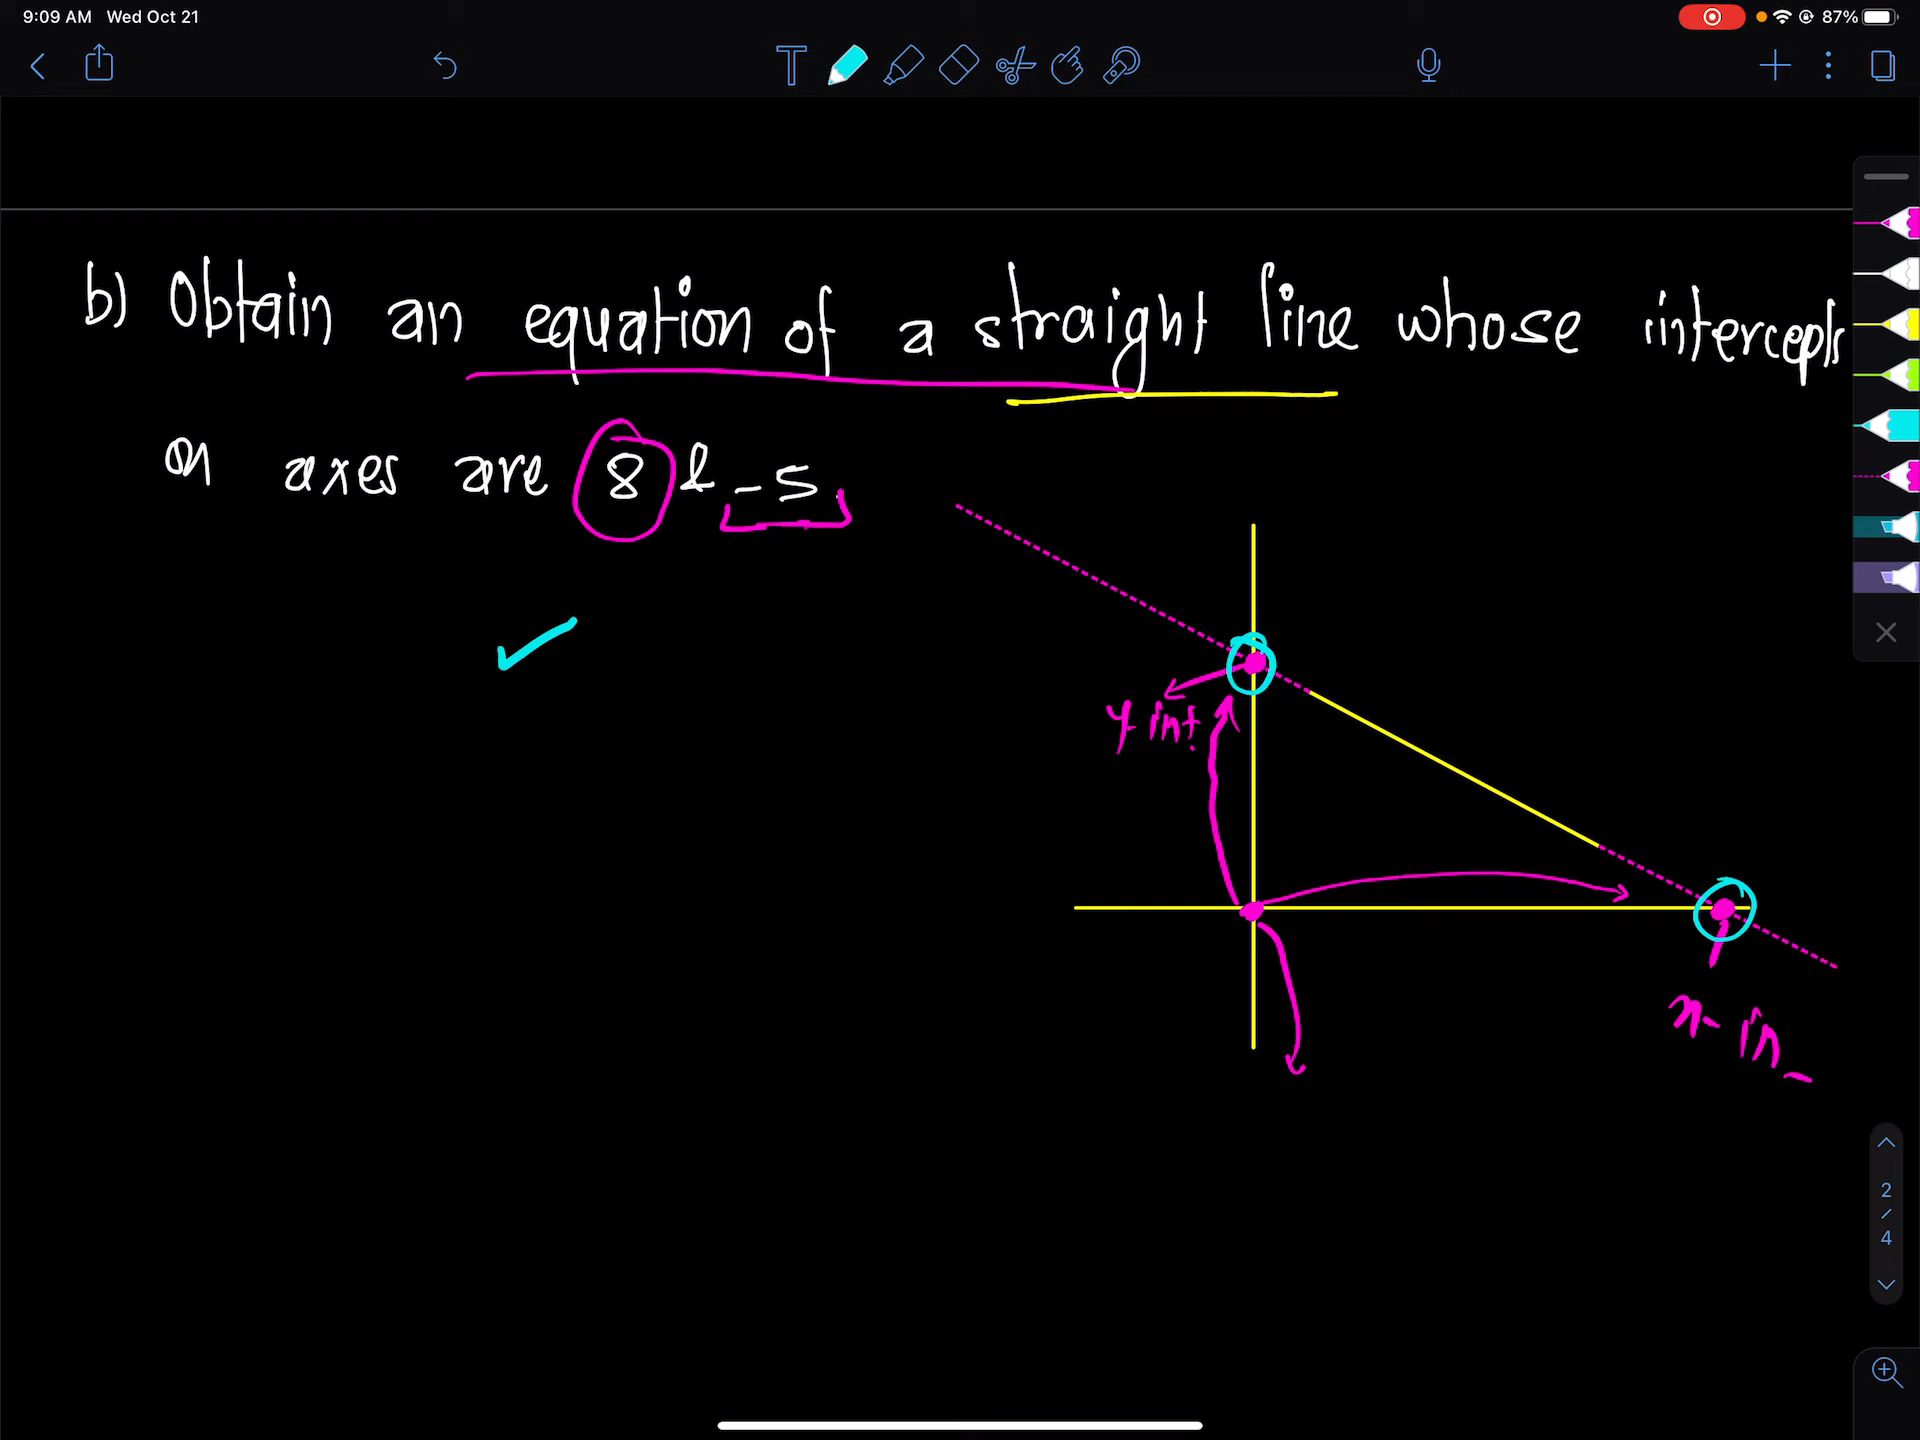 9:09 AM Wed Oct 21
87%
T
b) Obtain an equation of a straight line whose intercepts
on axes are 8 & -5.
y int.
x-in
2
/
4